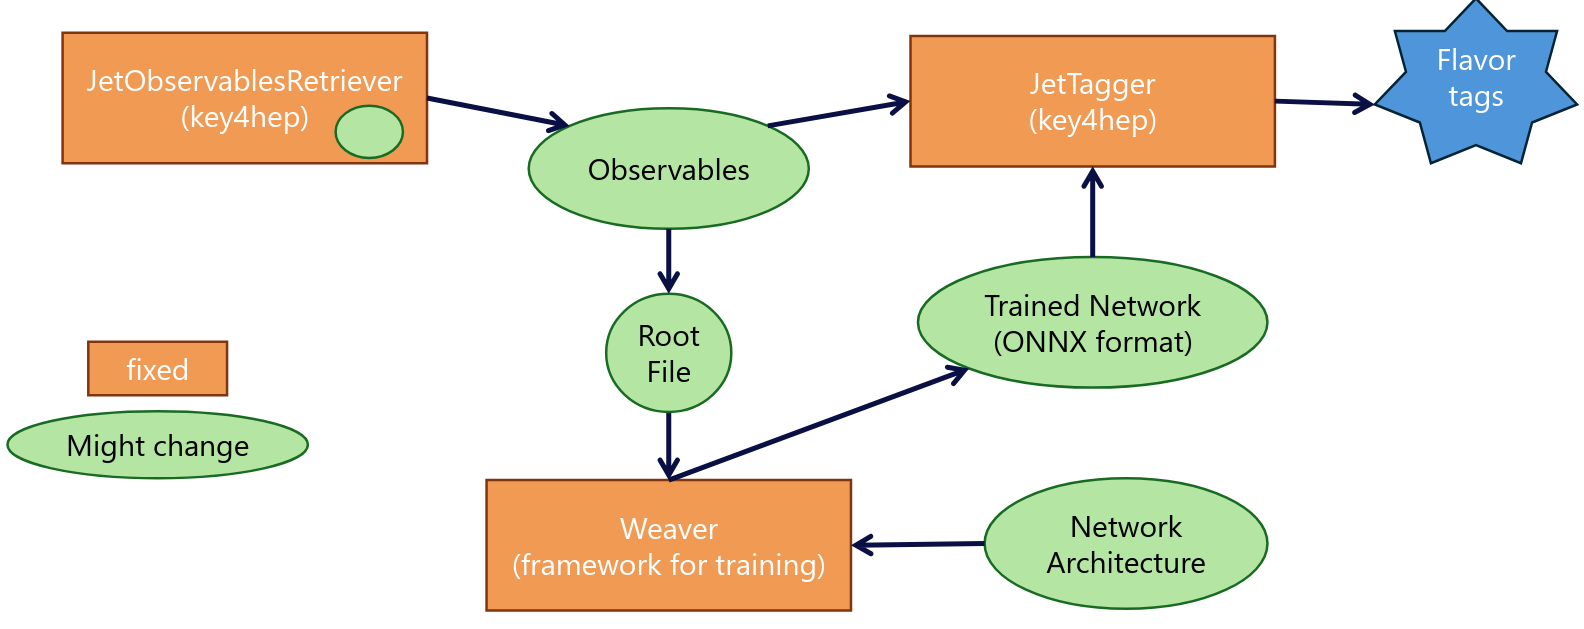 JetObservablesRetriever
(key4hep)
Observables
JetTagger
(key4hep)
Flavor
tags
Root
File
Trained Network
(ONNX format)
fixed
Might change
Weaver
(framework for training)
Network
Architecture